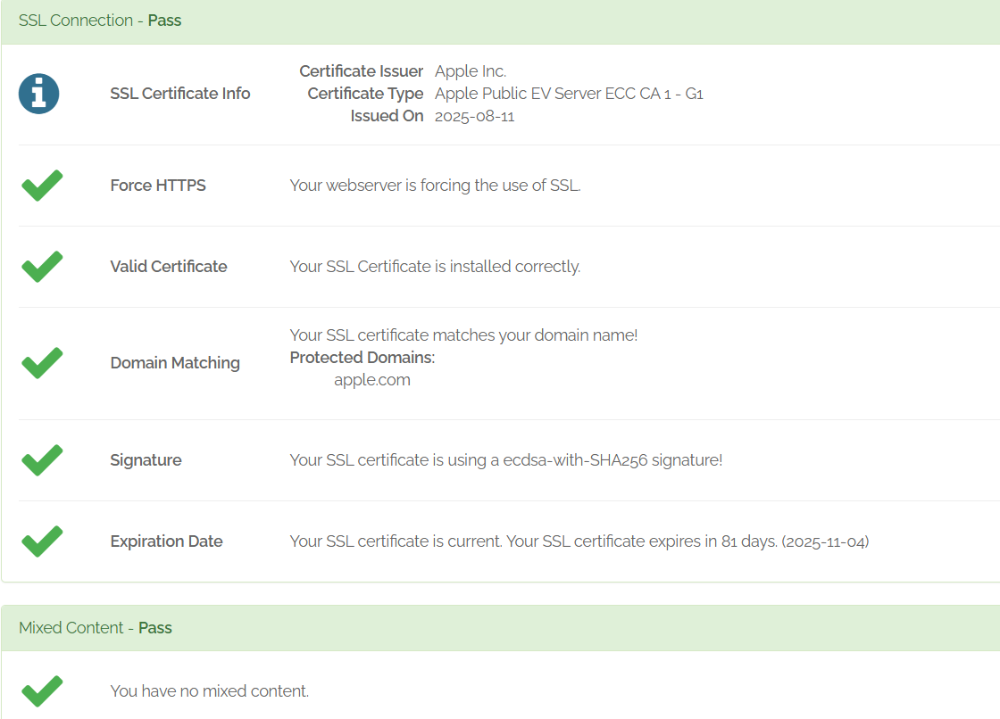 SSL Connection - Pass
SSL Certificate Info
Certificate Issuer Apple Inc.
Certificate Type Apple Public EV Server ECC CA 1 - G1
Issued On 2025-08-11
Force HTTPS Your webserver is forcing the use of SSL.
Valid Certificate Your SSL Certificate is installed correctly.
Domain Matching
Your SSL certificate matches your domain name!
Protected Domains:
apple.com
Signature Your SSL certificate is using a ecdsa-with-SHA256 signature!
Expiration Date Your SSL certificate is current. Your SSL certificate expires in 81 days. (2025-11-04)
Mixed Content - Pass
You have no mixed content.